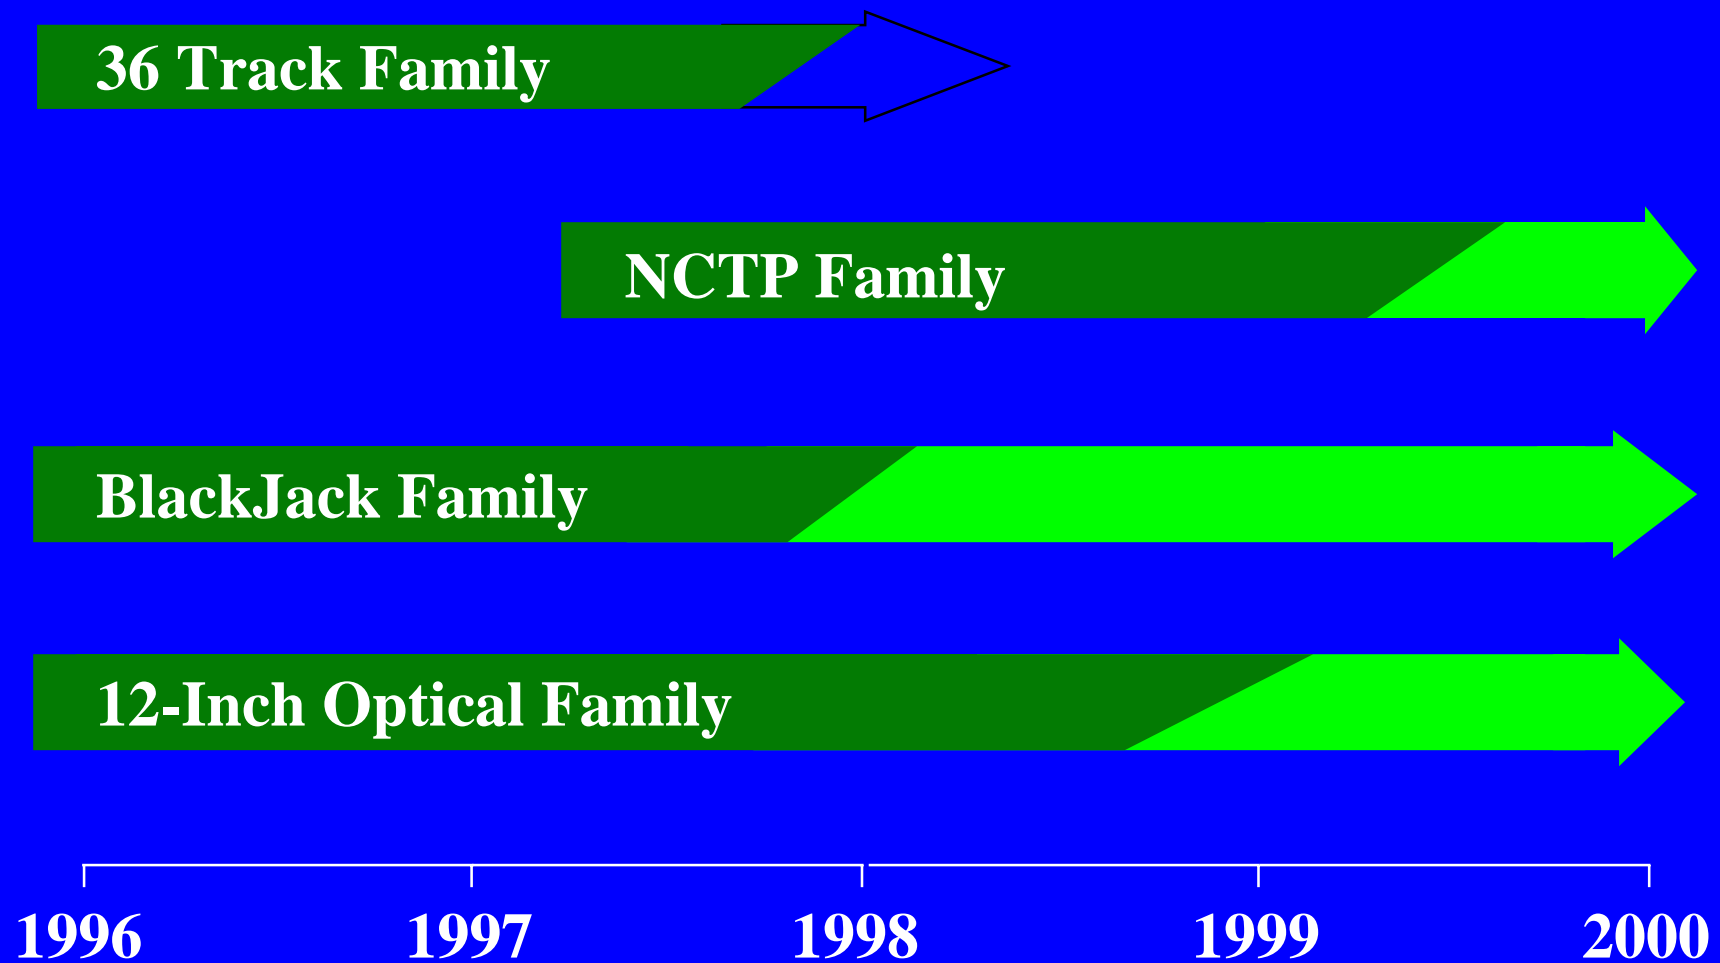 36 Track Family
NCTP Family
BlackJack Family
12-Inch Optical Family
1996 1997 1998 1999 2000